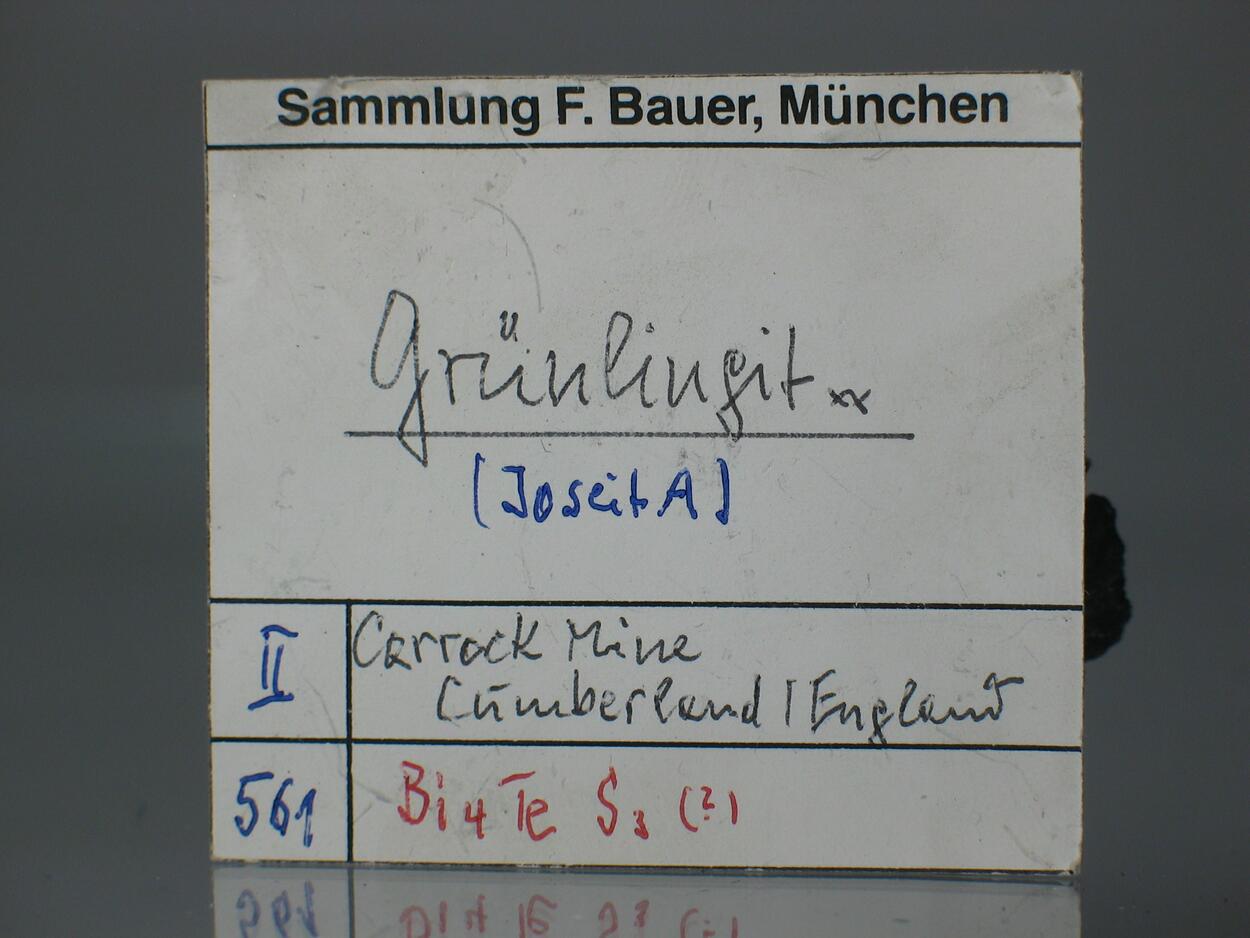 Sammlung F. Bauer, München
Grünlingit xx
[Joseit A]
II
Carrock Mine
Cumberland / England
561
Bi4 Te S3 (?)